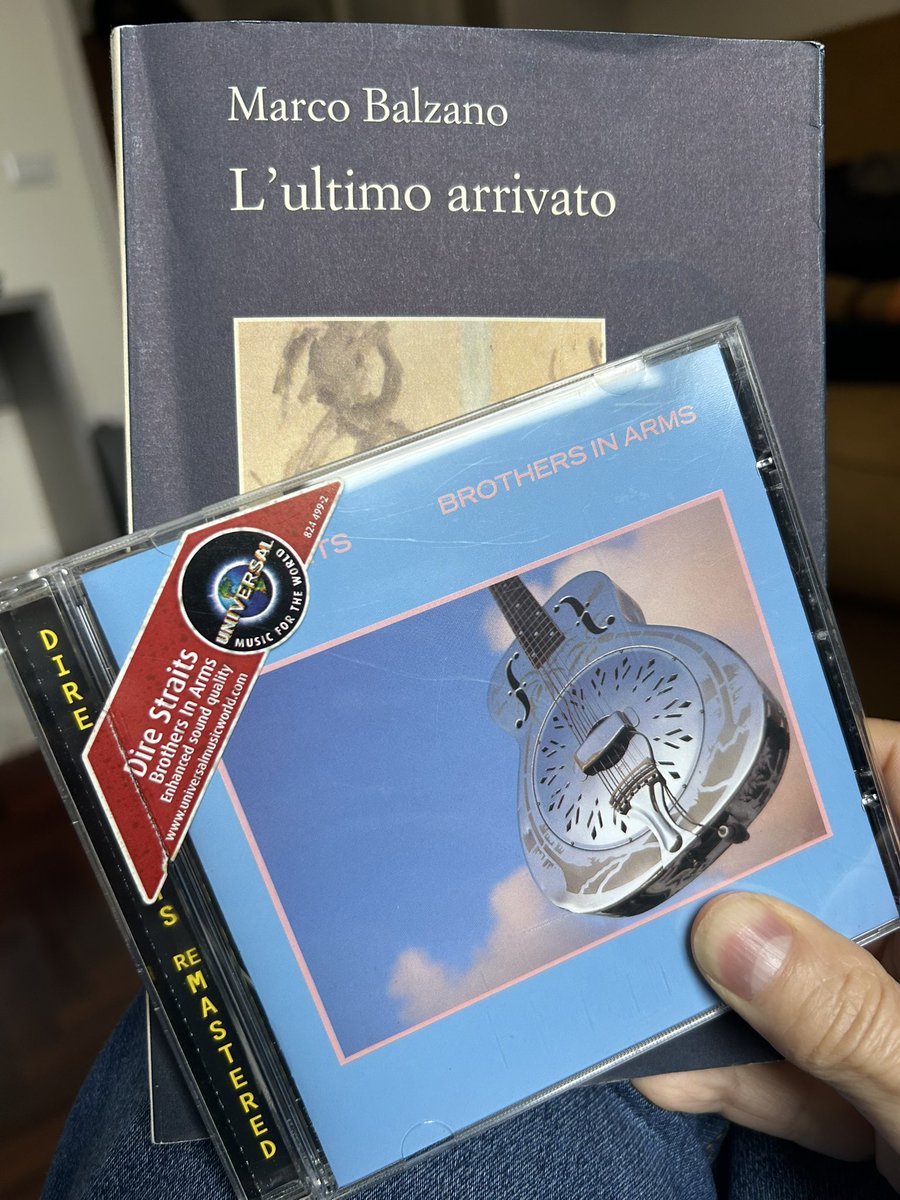 Marco Balzano
L'ultimo arrivato
BROTHERS IN ARMS
TS
824 499-2
UNIVERSAL
MUSIC FOR THE WORLD
Dire Straits
Brothers In Arms
Enhanced sound quality
www.universalmusicworld.com
DIRE
TS REMASTERED